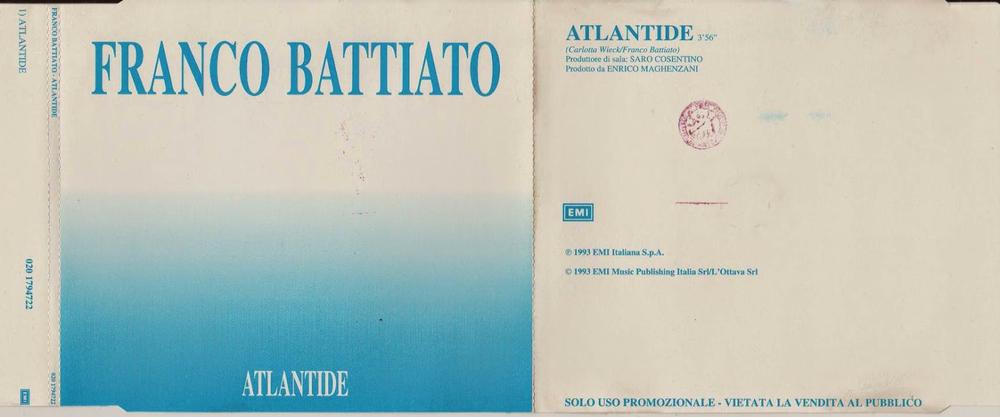 1) ATLANTIDE
020 1794722
EMI
FRANCO BATTIATO - ATLANTIDE
020 1794722
FRANCO BATTIATO
ATLANTIDE
ATLANTIDE 3'56"
(Carlotta Wieck/Franco Battiato)
Produttore di sala: SARO COSENTINO
Prodotto da ENRICO MAGHENZANI
EMI
℗ 1993 EMI Italiana S.p.A.
© 1993 EMI Music Publishing Italia Srl/L'Ottava Srl
SOLO USO PROMOZIONALE - VIETATA LA VENDITA AL PUBBLICO